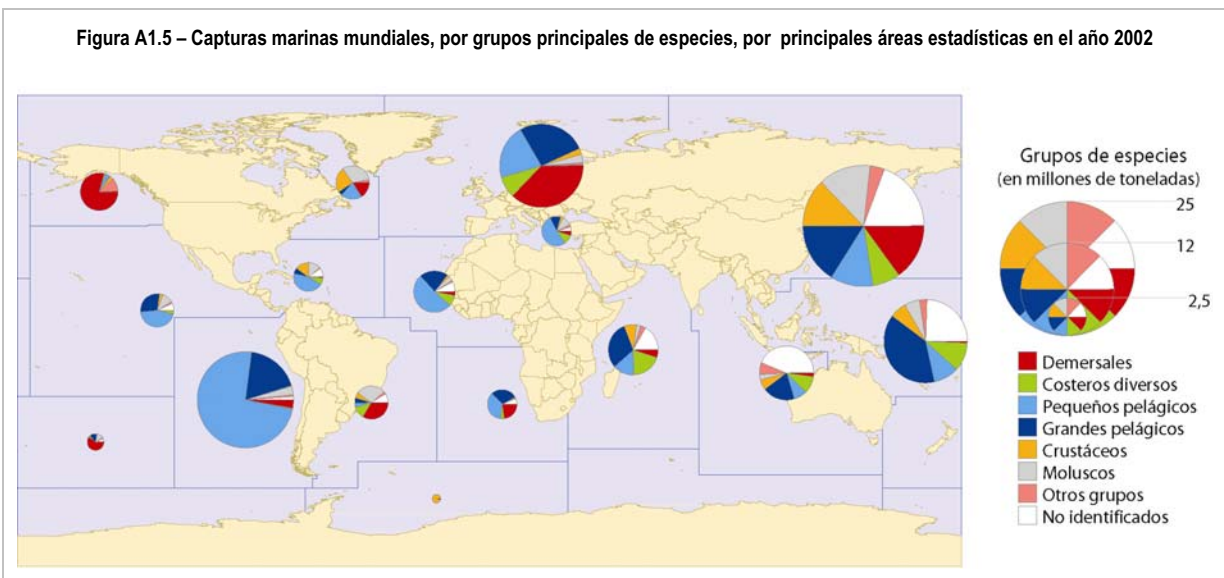 Figura A1.5 – Capturas marinas mundiales, por grupos principales de especies, por principales áreas estadísticas en el año 2002
Grupos de especies
(en millones de toneladas)
25
12
2,5
Demersales
Costeros diversos
Pequeños pelágicos
Grandes pelágicos
Crustáceos
Moluscos
Otros grupos
No identificados